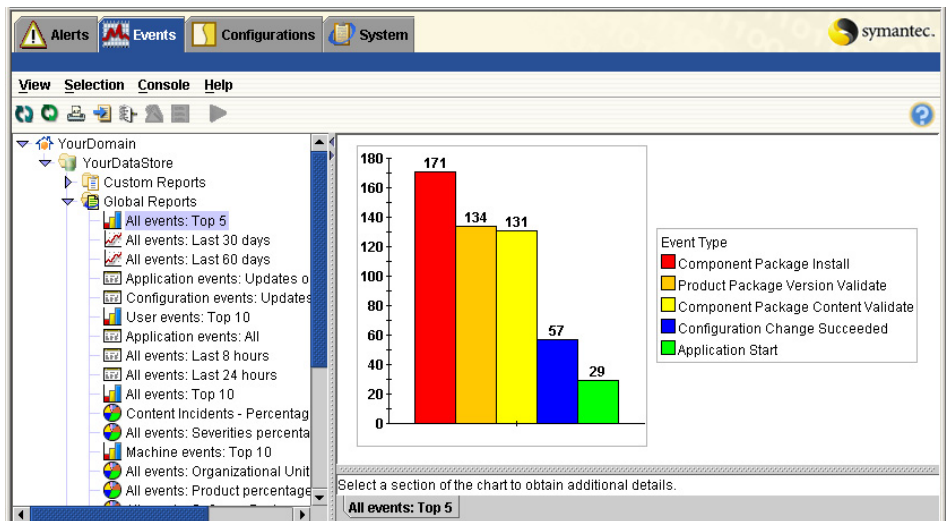 Alerts Events Configurations System symantec.
View Selection Console Help
YourDomain
YourDataStore
Custom Reports
Global Reports
All events: Top 5
All events: Last 30 days
All events: Last 60 days
Application events: Updates o
Configuration events: Updates
User events: Top 10
Application events: All
All events: Last 8 hours
All events: Last 24 hours
All events: Top 10
Content Incidents - Percentag
All events: Severities percenta
Machine events: Top 10
All events: Organizational Unit
All events: Product percentage
180
160
140
120
100
80
60
40
20
0
171
134
131
57
29
Event Type
Component Package Install
Product Package Version Validate
Component Package Content Validate
Configuration Change Succeeded
Application Start
Select a section of the chart to obtain additional details.
All events: Top 5